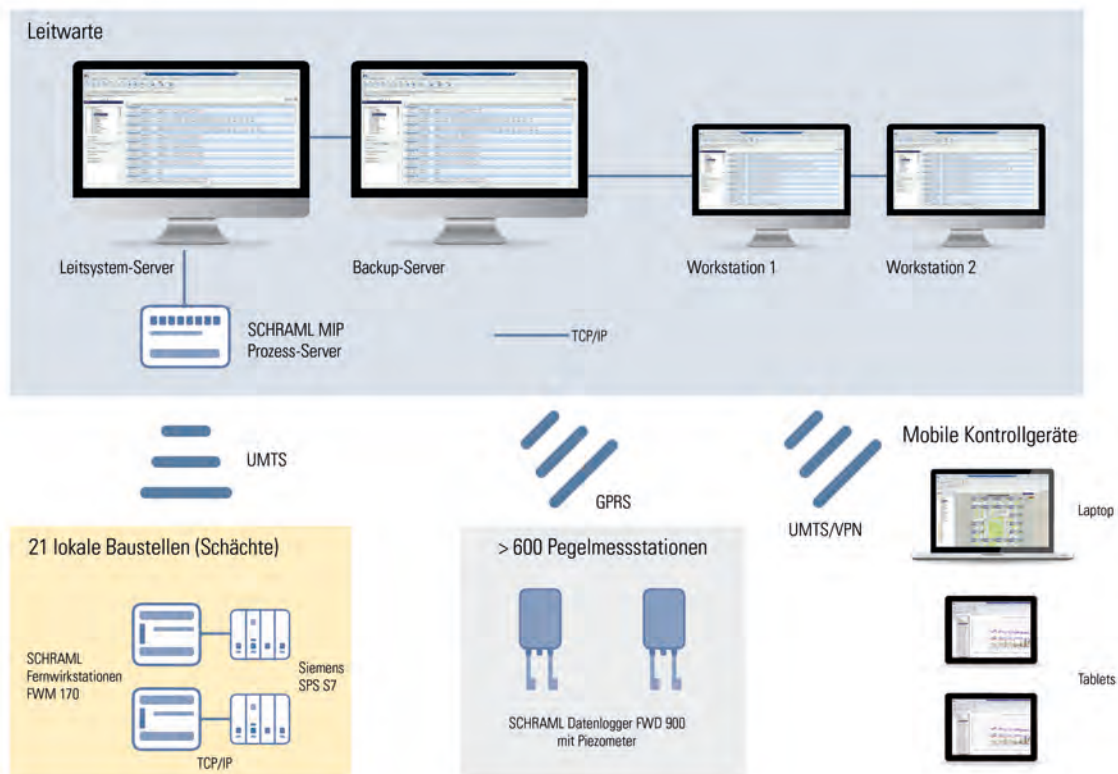 Leitwarte
Leitsystem-Server
Backup-Server
Workstation 1
Workstation 2
SCHRAML MIP
Prozess-Server
TCP/IP
UMTS
GPRS
UMTS/VPN
Mobile Kontrollgeräte
Laptop
Tablets
21 lokale Baustellen (Schächte)
SCHRAML
Fernwirkstationen
FWM 170
Siemens
SPS S7
TCP/IP
> 600 Pegelmessstationen
SCHRAML Datenlogger FWD 900
mit Piezometer